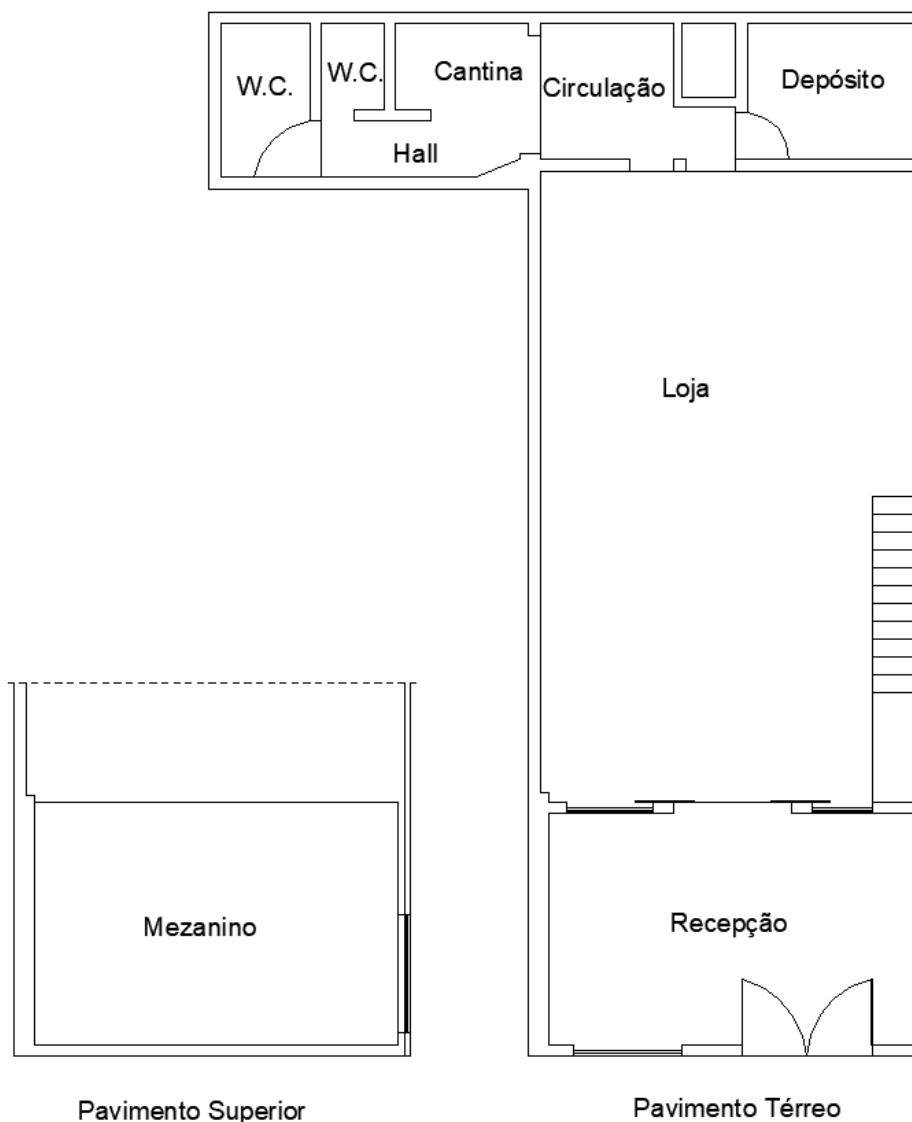 W.C.
W.C.
Cantina
Circulação
Depósito
Hall
Loja
Mezanino
Recepção
Pavimento Superior
Pavimento Térreo